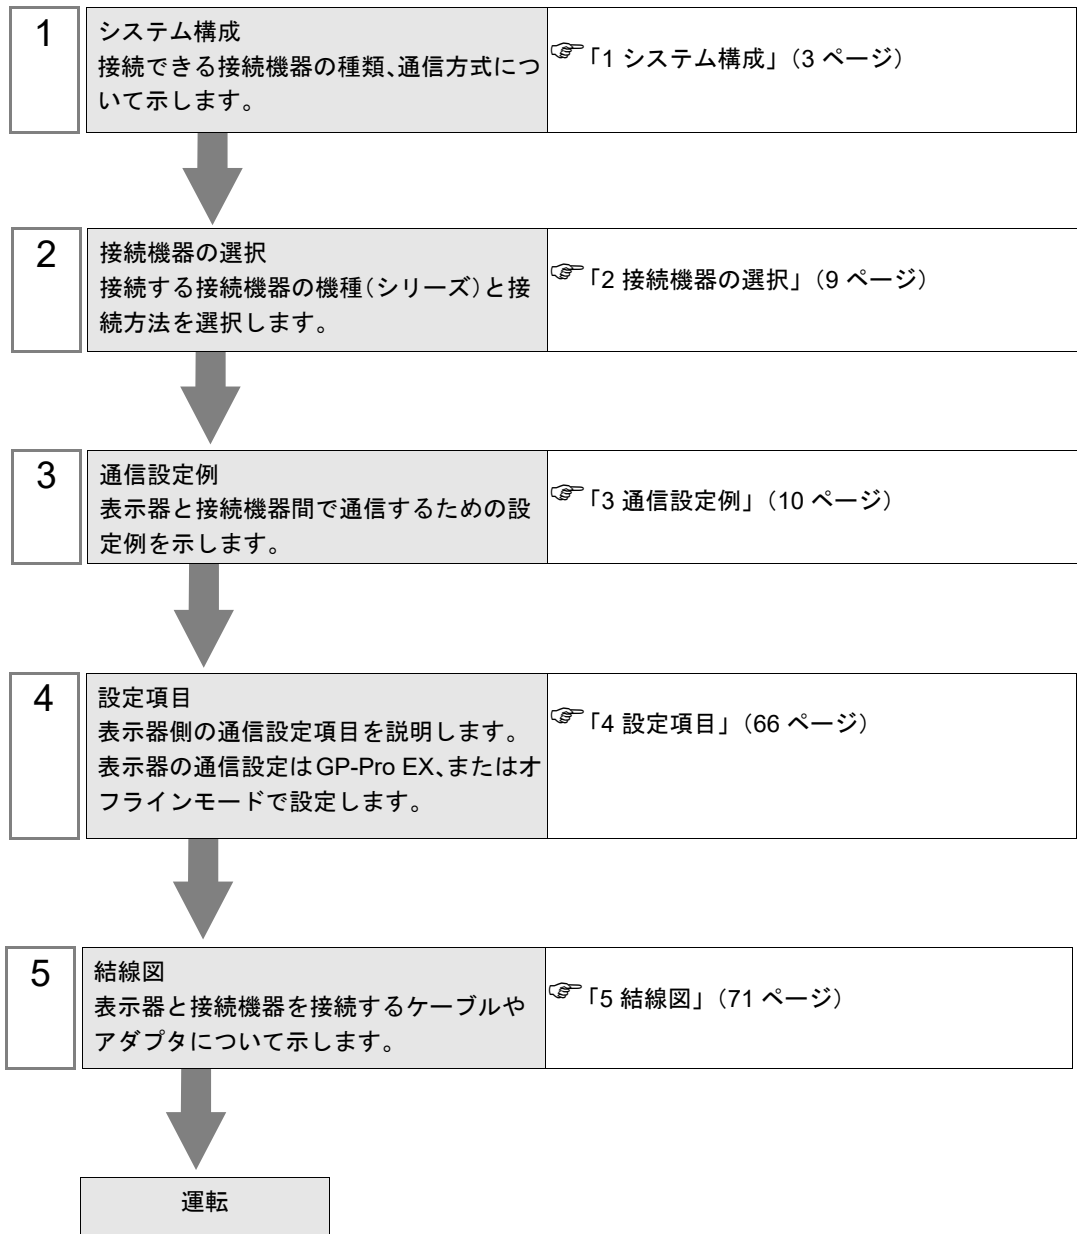 1
システム構成
接続できる接続機器の種類、通信方式につ
いて示します。
「1 システム構成」（3 ページ）
2
接続機器の選択
接続する接続機器の機種（シリーズ）と接
続方法を選択します。
「2 接続機器の選択」（9 ページ）
3
通信設定例
表示器と接続機器間で通信するための設
定例を示します。
「3 通信設定例」（10 ページ）
4
設定項目
表示器側の通信設定項目を説明します。
表示器の通信設定はGP-Pro EX、またはオ
フラインモードで設定します。
「4 設定項目」（66 ページ）
5
結線図
表示器と接続機器を接続するケーブルや
アダプタについて示します。
「5 結線図」（71 ページ）
運転